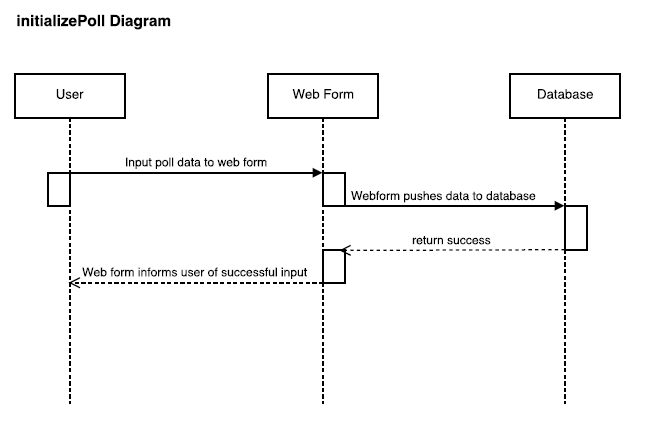 initializePoll Diagram
User
Web Form
Database
Input poll data to web form
Webform pushes data to database
return success
Web form informs user of successful input